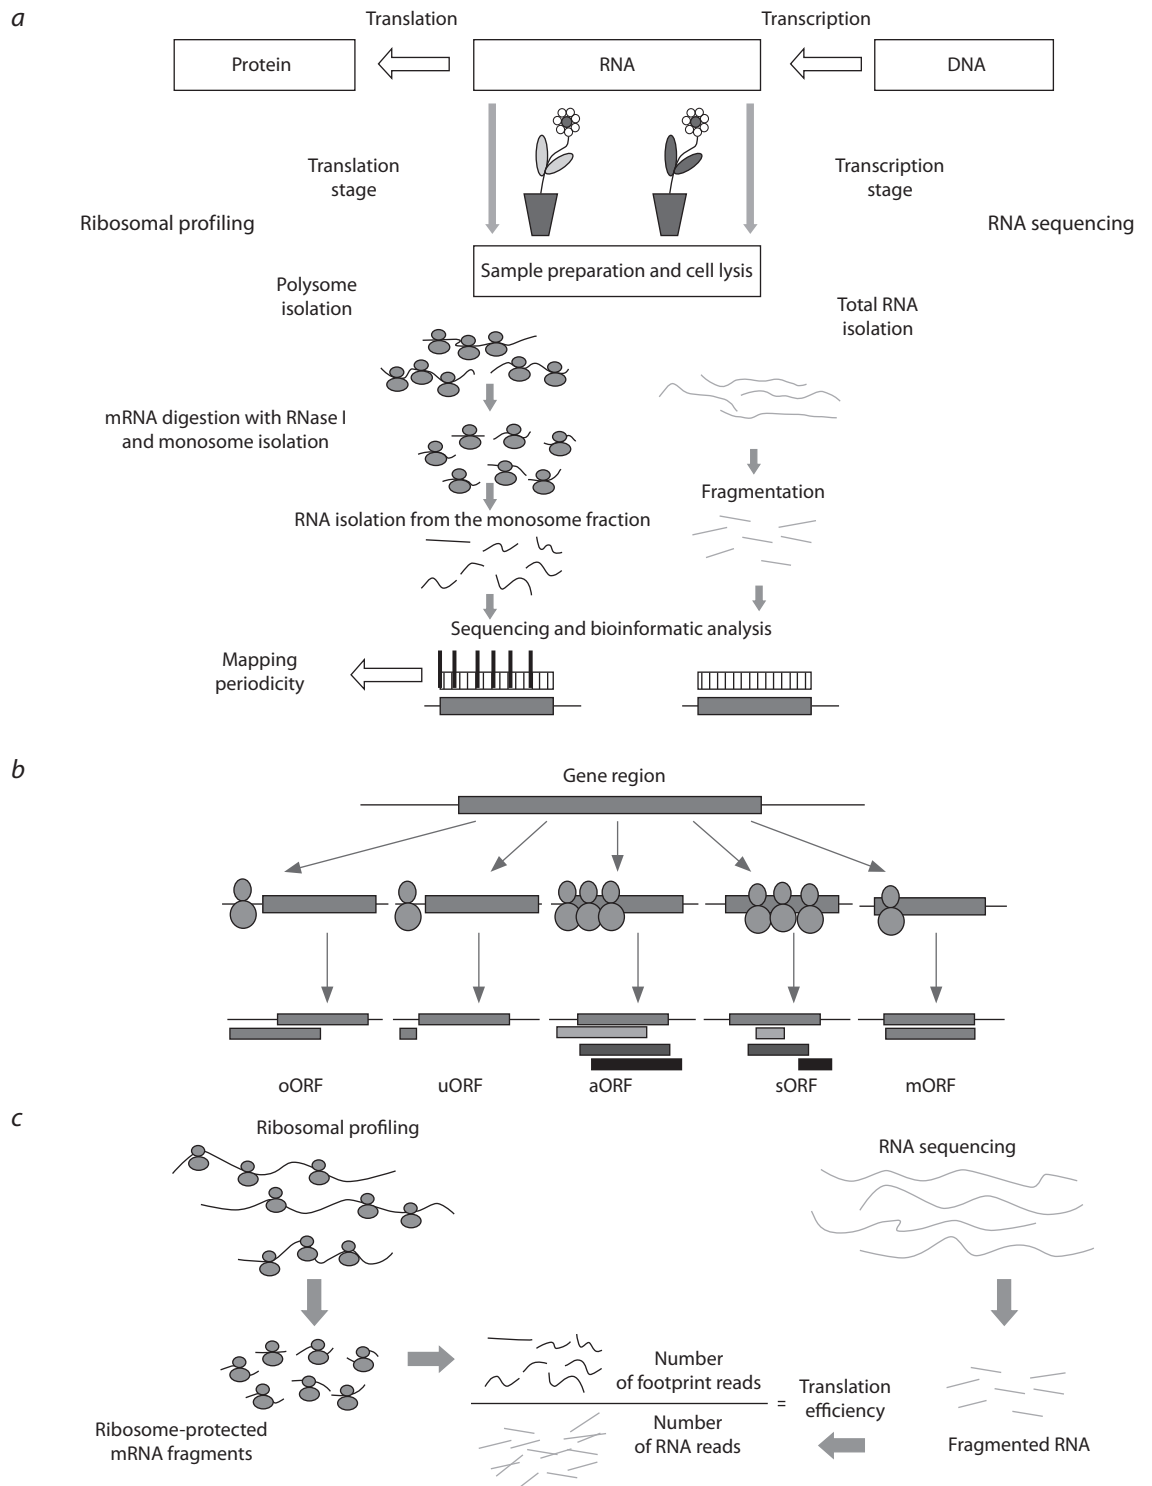 a
Translation
Transcription
Protein
RNA
DNA
Translation
stage
Transcription
stage
Ribosomal profiling
RNA sequencing
Sample preparation and cell lysis
Polysome
isolation
Total RNA
isolation
mRNA digestion with RNase I
and monosome isolation
Fragmentation
RNA isolation from the monosome fraction
Sequencing and bioinformatic analysis
Mapping
periodicity
b
Gene region
oORF
uORF
aORF
sORF
mORF
c
Ribosomal profiling
RNA sequencing
Number
of footprint reads
Number
of RNA reads
=
Translation
efficiency
Ribosome-protected
mRNA fragments
Fragmented RNA